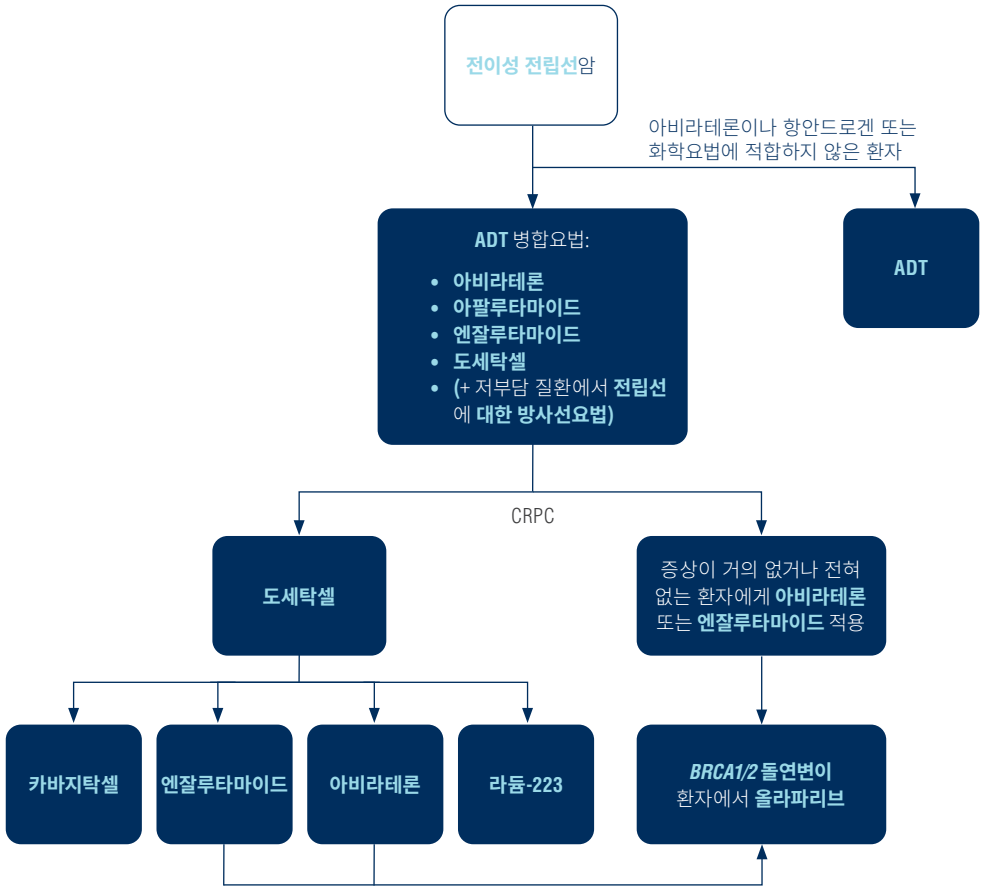 전이성 전립선암
아비라테론이나 항안드로겐 또는
화학요법에 적합하지 않은 환자
ADT 병합요법:
• 아비라테론
• 아팔루타마이드
• 엔잘루타마이드
• 도세탁셀
• (+ 저부담 질환에서 전립선
에 대한 방사선요법)
ADT
CRPC
도세탁셀
증상이 거의 없거나 전혀
없는 환자에게 아비라테론
또는 엔잘루타마이드 적용
카바지탁셀
엔잘루타마이드
아비라테론
라듐-223
BRCA1/2 돌연변이
환자에서 올라파리브